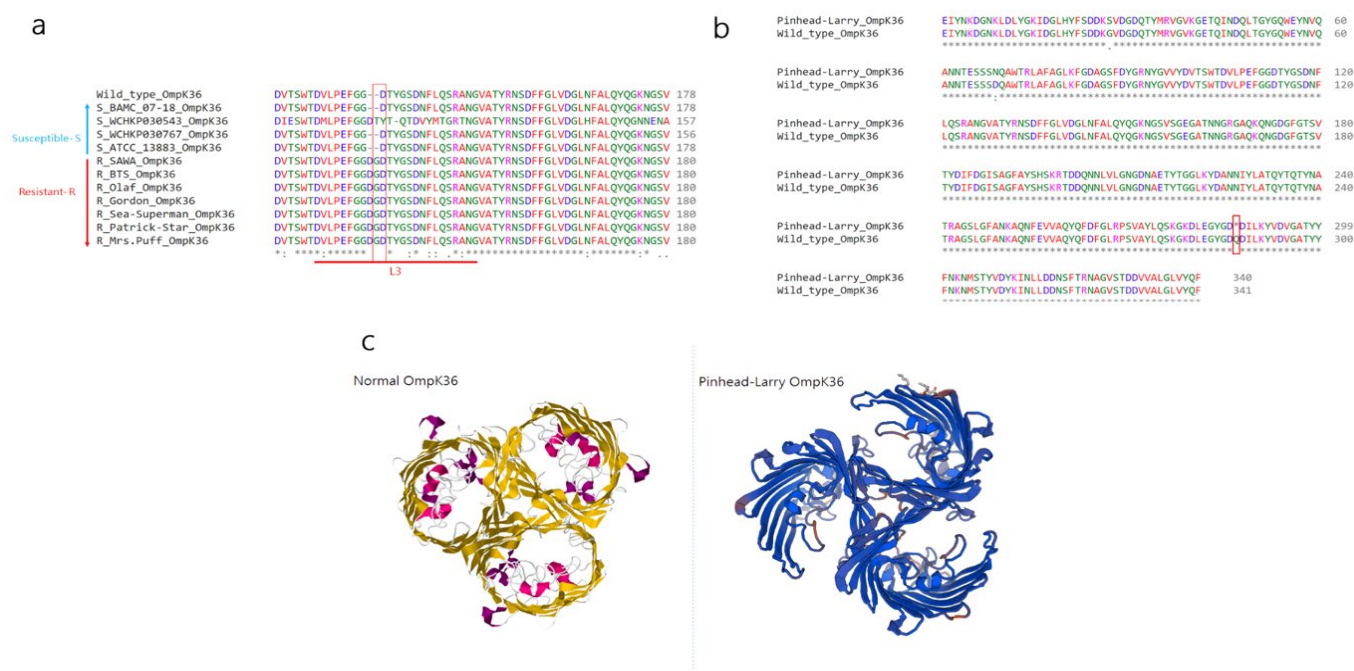 a
Wild_type_OmpK36 DVTSWTDVLPEFGG--DTYGSDNFLQSRANGVATYRNSDFFGLVDGLNFALQYQGKNGSV 178
S_BAMC_07-18_OmpK36 DVTSWTDVLPEFGG--DTYGSDNFLQSRANGVATYRNSDFFGLVDGLNFALQYQGKNGSV 178
S_WCHKP030543_OmpK36 DIESWTDMLPEFGGDTYT-QTDVYMTGRTNGVATYRNSDFFGLVDGLHFALQYQGNNENA 157
Susceptible-S
S_WCHKP030767_OmpK36 DVTSWTDVLPEFGG--DTYGSDNFLQSRANGVATYRNSDFFGLVDGLNFALQYQGKNGSV 156
S_ATCC_13883_OmpK36 DVTSWTDVLPEFGG--DTYGSDNFLQSRANGVATYRNSDFFGLVDGLNFALQYQGKNGSV 178
R_SAWA_OmpK36 DVTSWTDVLPEFGGDGDTYGSDNFLQSRANGVATYRNSDFFGLVDGLNFALQYQGKNGSV 180
R_BTS_OmpK36 DVTSWTDVLPEFGGDGDTYGSDNFLQSRANGVATYRNSDFFGLVDGLNFALQYQGKNGSV 180
Resistant-R
R_Olaf_OmpK36 DVTSWTDVLPEFGGDGDTYGSDNFLQSRANGVATYRNSDFFGLVDGLNFALQYQGKNGSV 180
R_Gordon_OmpK36 DVTSWTDVLPEFGGDGDTYGSDNFLQSRANGVATYRNSDFFGLVDGLNFALQYQGKNGSV 180
R_Sea-Superman_OmpK36 DVTSWTDVLPEFGGDGDTYGSDNFLQSRANGVATYRNSDFFGLVDGLNFALQYQGKNGSV 180
R_Patrick-Star_OmpK36 DVTSWTDVLPEFGGDGDTYGSDNFLQSRANGVATYRNSDFFGLVDGLNFALQYQGKNGSV 180
R_Mrs.Puff_OmpK36 DVTSWTDVLPEFGGDGDTYGSDNFLQSRANGVATYRNSDFFGLVDGLNFALQYQGKNGSV 180
L3
b
Pinhead-Larry_OmpK36 EIYNKDGNKLDLYGKIDGLHYFSDDKSVDGDQTYMRVGVKGETQINDQLTGYGQWEYNVQ 60
Wild_type_OmpK36 EIYNKDGNKLDLYGKIDGLHYFSDDKGVDGDQTYMRVGVKGETQINDQLTGYGQWEYNVQ 60
Pinhead-Larry_OmpK36 ANNTESSSNQAWTRLAFAGLKFGDAGSFDYGRNYGVVYDVTSWTDVLPEFGGDTYGSDNF 120
Wild_type_OmpK36 ANNTESSSDQAWTRLAFAGLKFGDAGSFDYGRNYGVVYDVTSWTDVLPEFGGDTYGSDNF 120
Pinhead-Larry_OmpK36 LQSRANGVATYRNSDFFGLVDGLNFALQYQGKNGSVSGEGATNNGRGALKQNGDGFGTSV 180
Wild_type_OmpK36 LQSRANGVATYRNSDFFGLVDGLNFALQYQGKNGSVSGEGATNNGRGALKQNGDGFGTSV 180
Pinhead-Larry_OmpK36 TYDIFDGISAGFAYSHSKRTDDQNNLVLGNGDNAETYTGGLKYDANNIYLATQYTQTYNA 240
Wild_type_OmpK36 TYDIFDGISAGFAYSHSKRTDDQNNLVLGNGDNAETYTGGLKYDANNIYLATQYTQTYNA 240
Pinhead-Larry_OmpK36 TRAGSLGFANKAQNFEVVAQYQFDFGLRPSVAYLQSKGKDLEGYGD*DILKYVDVGATYY 299
Wild_type_OmpK36 TRAGSLGFANKAQNFEVVAQYQFDFGLRPSVAYLQSKGKDLEGYGDQDILKYVDVGATYY 300
Pinhead-Larry_OmpK36 FNKNMSTYVDYKINLLDDNSFTRNAGVSTDDVVALGLVYQF 340
Wild_type_OmpK36 FNKNMSTYVDYKINLLDDNSFTRNAGVSTDDVVALGLVYQF 341
c
Normal OmpK36
Pinhead-Larry OmpK36